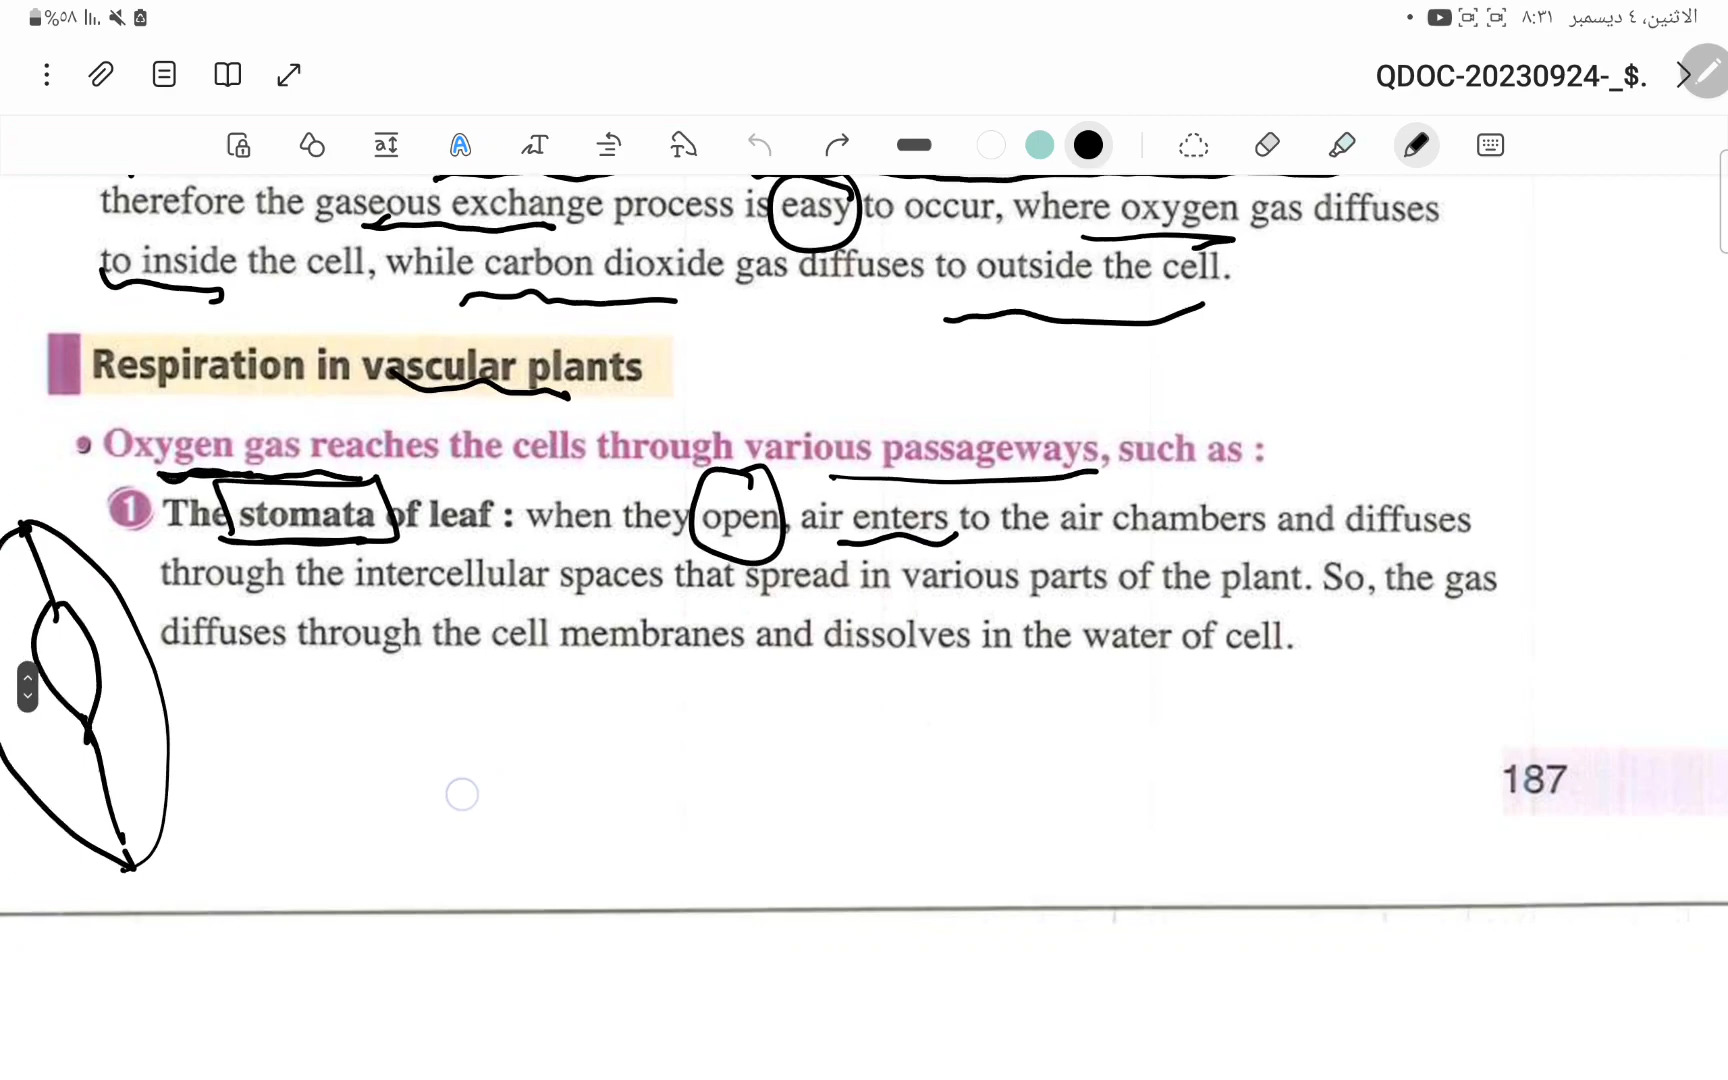 %٥٨
الاثنين، ٤ ديسمبر ٨:٣١
QDOC-20230924-_$.
therefore the gaseous exchange process is easy to occur, where oxygen gas diffuses
to inside the cell, while carbon dioxide gas diffuses to outside the cell.
Respiration in vascular plants
Oxygen gas reaches the cells through various passageways, such as :
1 The stomata of leaf : when they open, air enters to the air chambers and diffuses
through the intercellular spaces that spread in various parts of the plant. So, the gas
diffuses through the cell membranes and dissolves in the water of cell.
187